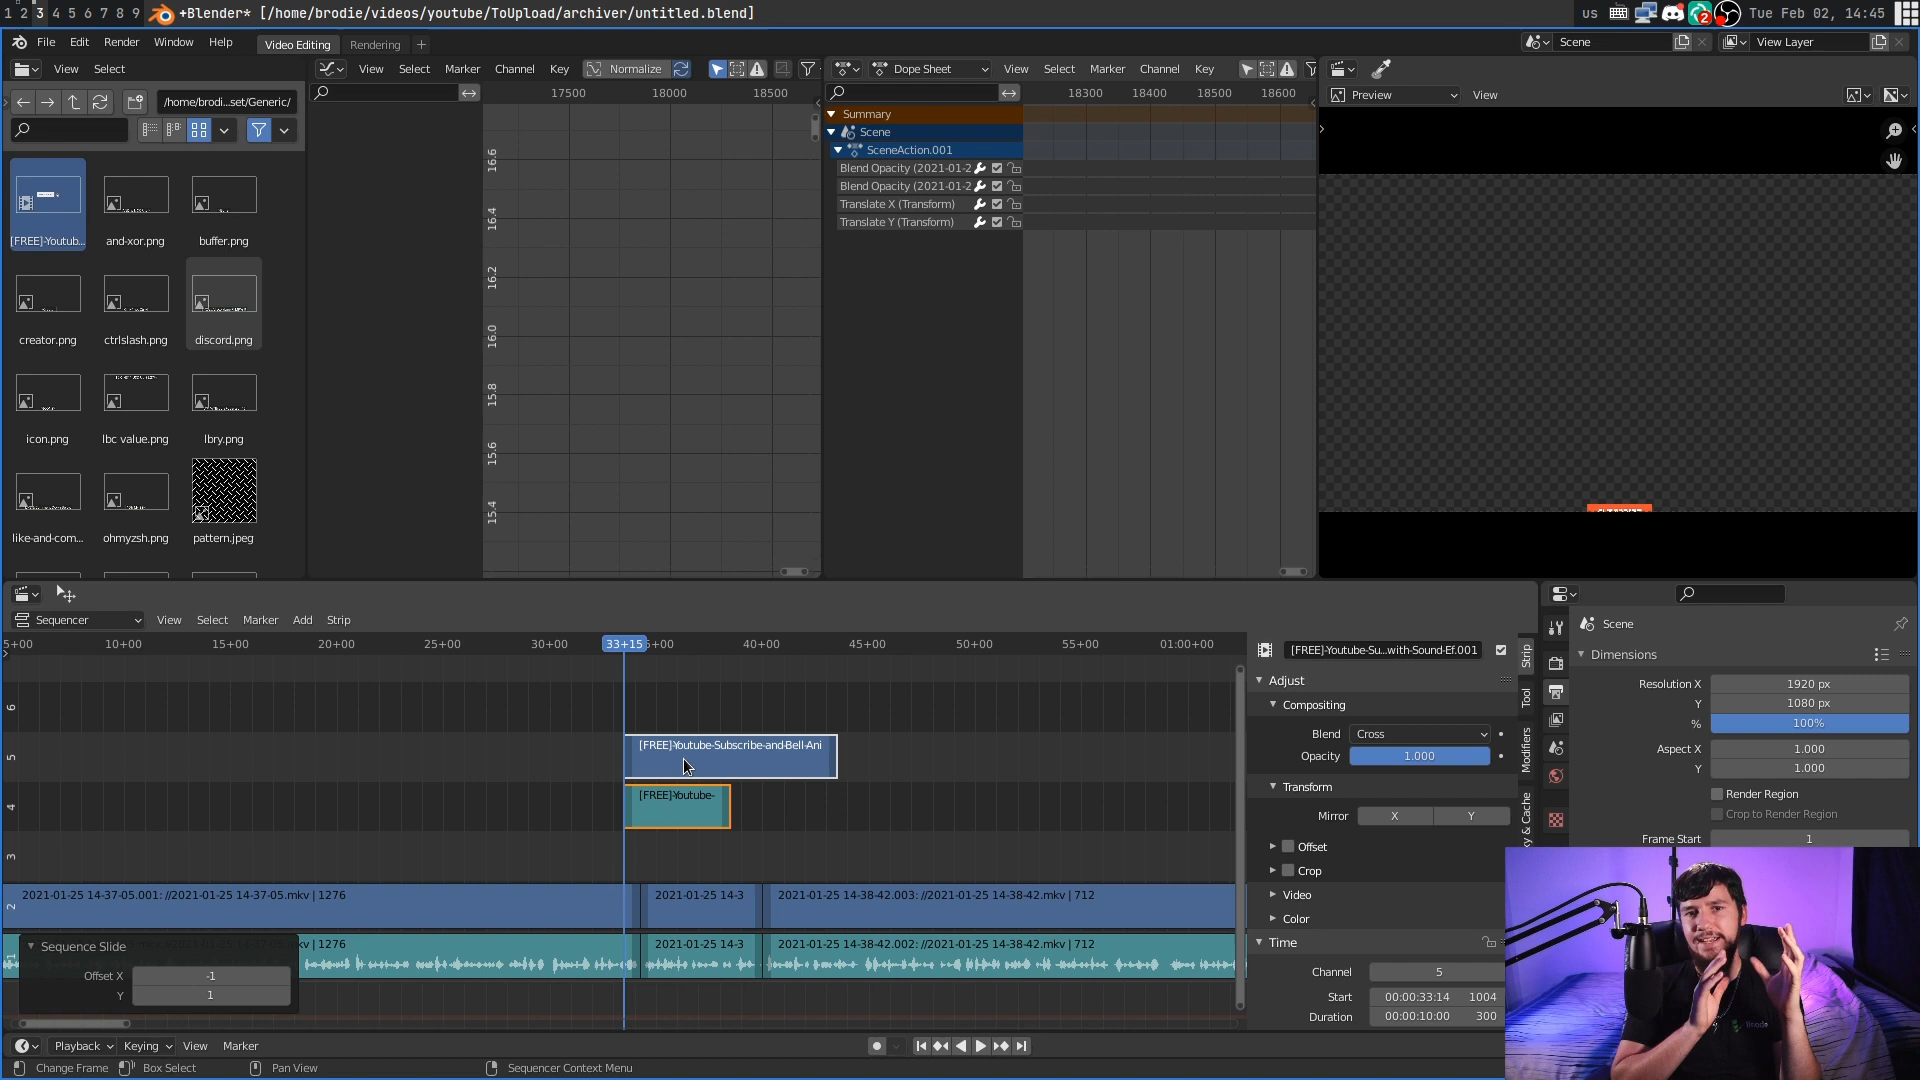 1 2 3 4 5 6 7 8 9 +Blender* [/home/brodie/videos/youtube/ToUpload/archiver/untitled.blend] us 2 Tue Feb 02, 14:45
File Edit Render Window Help Video Editing Rendering + Scene View Layer
View Select View Select Marker Channel Key Normalize Dope Sheet View Select Marker Channel Key
/home/brodi...set/Generic/ 17500 18000 18500 18300 18400 18500 18600 Preview View
Summary
Scene
SceneAction.001
Blend Opacity (2021-01-2
Blend Opacity (2021-01-2
Translate X (Transform)
Translate Y (Transform)
16.6
16.4
16.2
16.0
15.8
15.6
15.4
[FREE]-Youtub... and-xor.png buffer.png
creator.png ctrlslash.png discord.png
icon.png lbc value.png lbry.png
like-and-com... ohmyzsh.png pattern.jpeg
Sequencer View Select Marker Add Strip
5+00 10+00 15+00 20+00 25+00 30+00 33+15 5+00 40+00 45+00 50+00 55+00 01:00+00
6
5
4
3
2
1
[FREE]-Youtube-Subscribe-and-Bell-Ani
[FREE]-Youtube-
2021-01-25 14-37-05.001: //2021-01-25 14-37-05.mkv | 1276 2021-01-25 14-3 2021-01-25 14-38-42.003: //2021-01-25 14-38-42.mkv | 712
kv | 1276 2021-01-25 14-3 2021-01-25 14-38-42.002: //2021-01-25 14-38-42.mkv | 712
Sequence Slide
Offset X -1
Y 1
[FREE]-Youtube-Su...with-Sound-Ef.001
Adjust
Compositing
Blend Cross
Opacity 1.000
Transform
Mirror X Y
Offset
Crop
Video
Color
Time
Channel 5
Start 00:00:33:14 1004
Duration 00:00:10:00 300
Strip
Tool
Modifiers
y & Cache
Scene
Dimensions
Resolution X 1920 px
Y 1080 px
% 100%
Aspect X 1.000
Y 1.000
Render Region
Crop to Render Region
Frame Start 1
Playback Keying View Marker
Change Frame Box Select Pan View Sequencer Context Menu